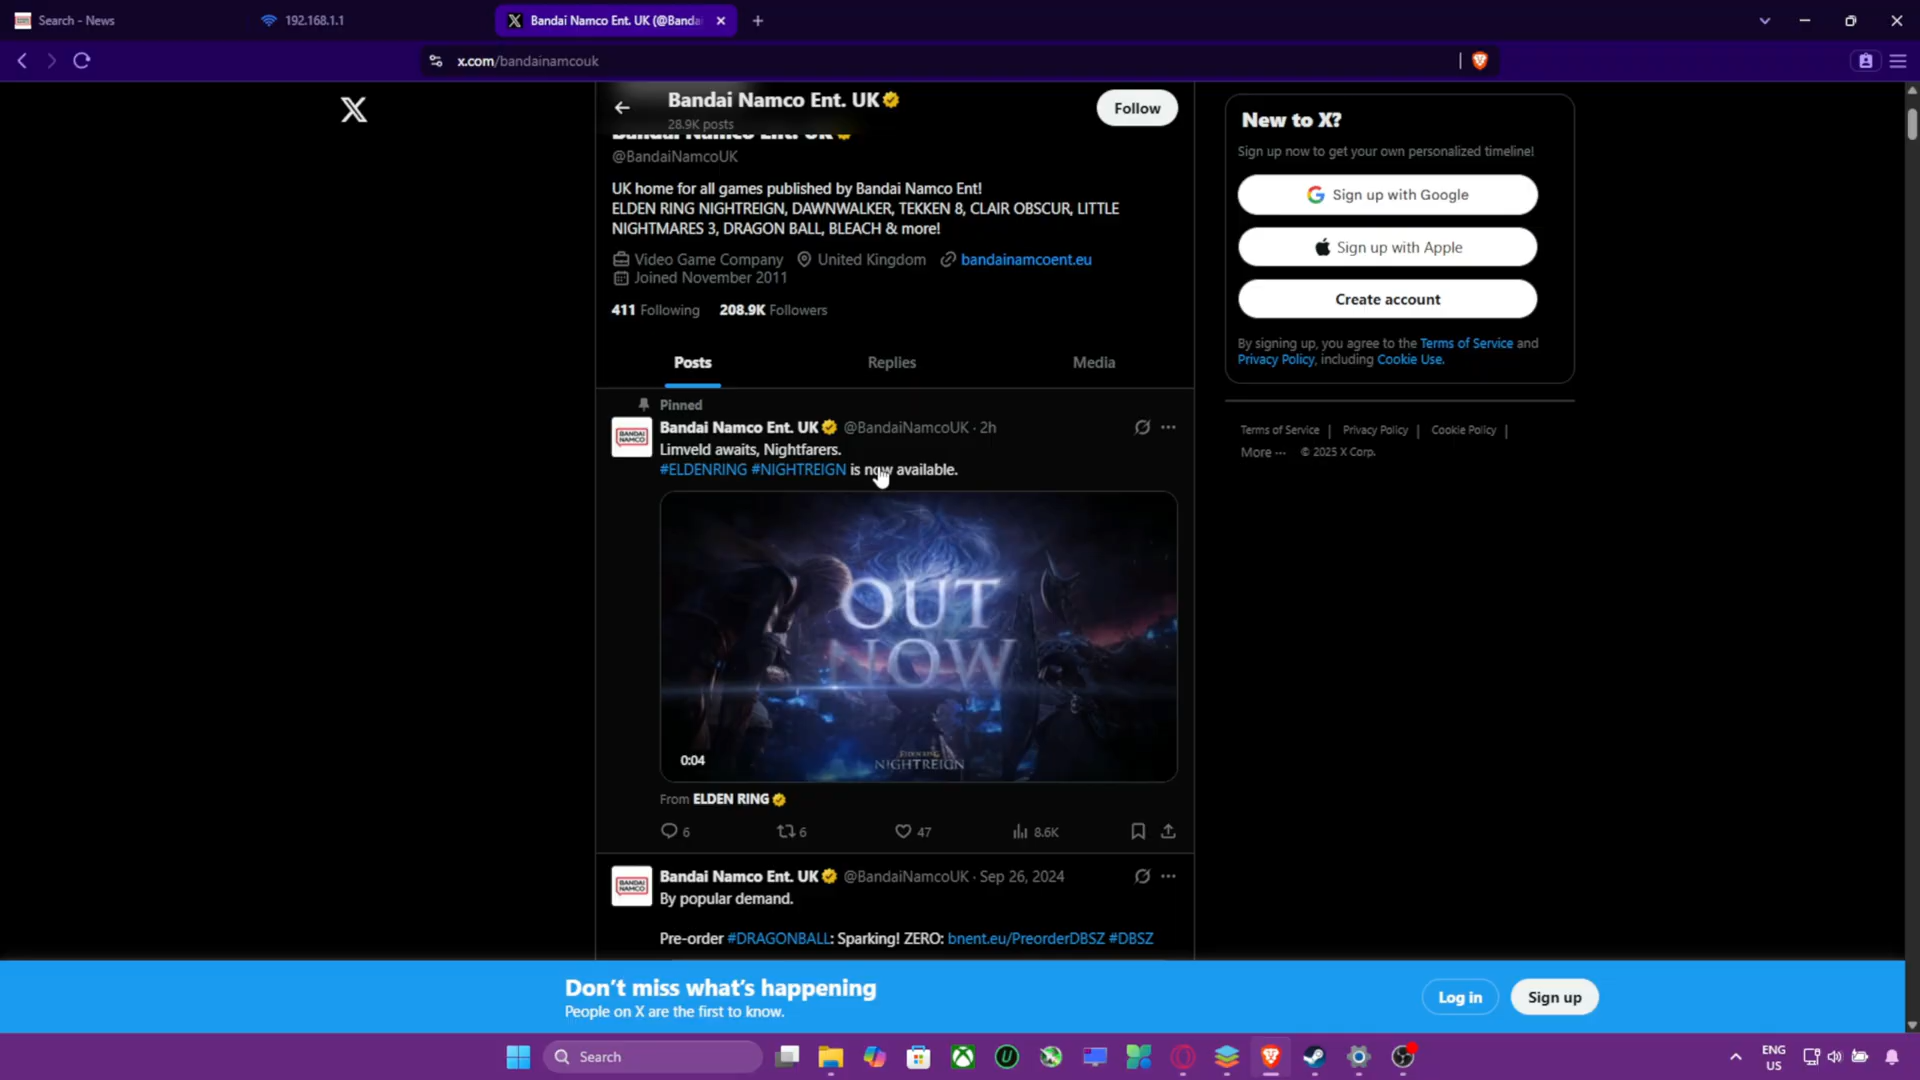 Search - News
192.168.1.1
Bandai Namco Ent. UK (@Banda
x.com/bandainamcouk
Bandai Namco Ent. UK
28.9K posts
Follow
Bandai Namco Ent. UK
@BandaiNamcoUK
UK home for all games published by Bandai Namco Ent!
ELDEN RING NIGHTREIGN, DAWNWALKER, TEKKEN 8, CLAIR OBSCUR, LITTLE
NIGHTMARES 3, DRAGON BALL, BLEACH & more!
Video Game Company United Kingdom bandainamcoent.eu
Joined November 2011
411 Following 208.9K Followers
Posts Replies Media
Pinned
Bandai Namco Ent. UK @BandaiNamcoUK · 2h
Limveld awaits, Nightfarers.
#ELDENRING #NIGHTREIGN is now available.
OUT
NOW
ELDEN RING
NIGHTREIGN
0:04
From ELDEN RING
6 6 47 8.6K
Bandai Namco Ent. UK @BandaiNamcoUK · Sep 26, 2024
By popular demand.
Pre-order #DRAGONBALL: Sparking! ZERO: bnent.eu/PreorderDBSZ #DBSZ
New to X?
Sign up now to get your own personalized timeline!
Sign up with Google
Sign up with Apple
Create account
By signing up, you agree to the Terms of Service and
Privacy Policy, including Cookie Use.
Terms of Service | Privacy Policy | Cookie Policy |
More ··· © 2025 X Corp.
Don’t miss what’s happening
People on X are the first to know.
Log in
Sign up
Search
ENG
US